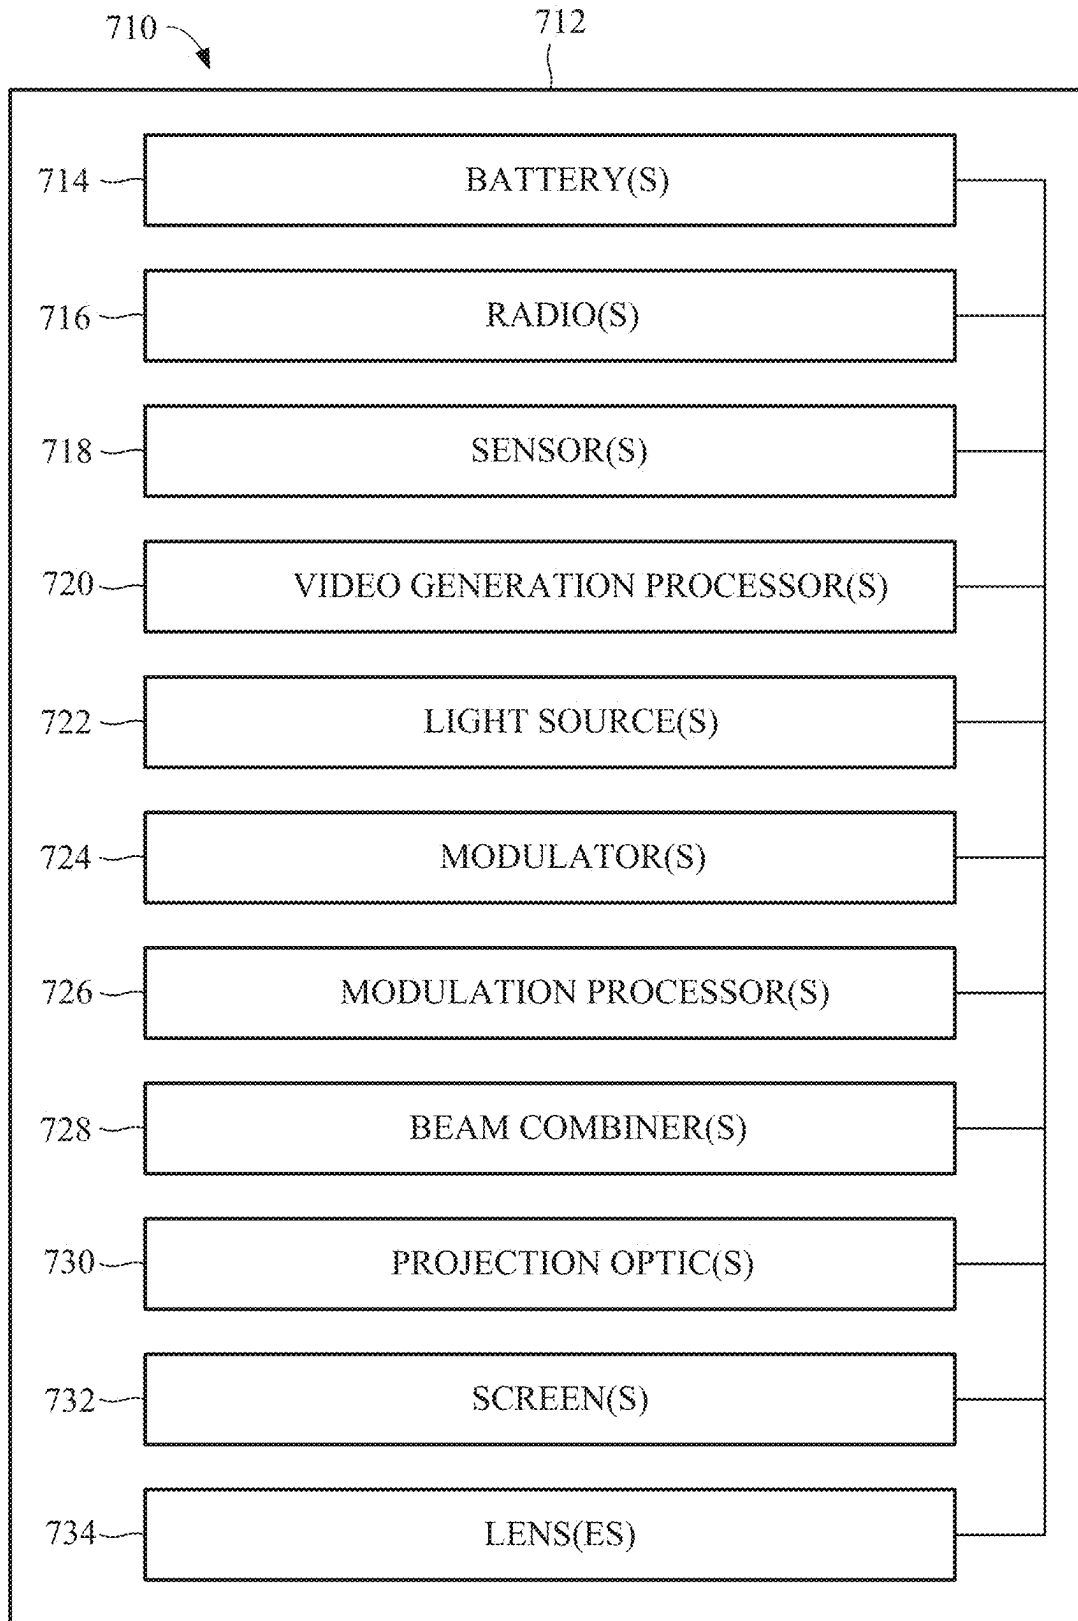 710
712
714 BATTERY(S)
716 RADIO(S)
718 SENSOR(S)
720 VIDEO GENERATION PROCESSOR(S)
722 LIGHT SOURCE(S)
724 MODULATOR(S)
726 MODULATION PROCESSOR(S)
728 BEAM COMBINER(S)
730 PROJECTION OPTIC(S)
732 SCREEN(S)
734 LENS(ES)